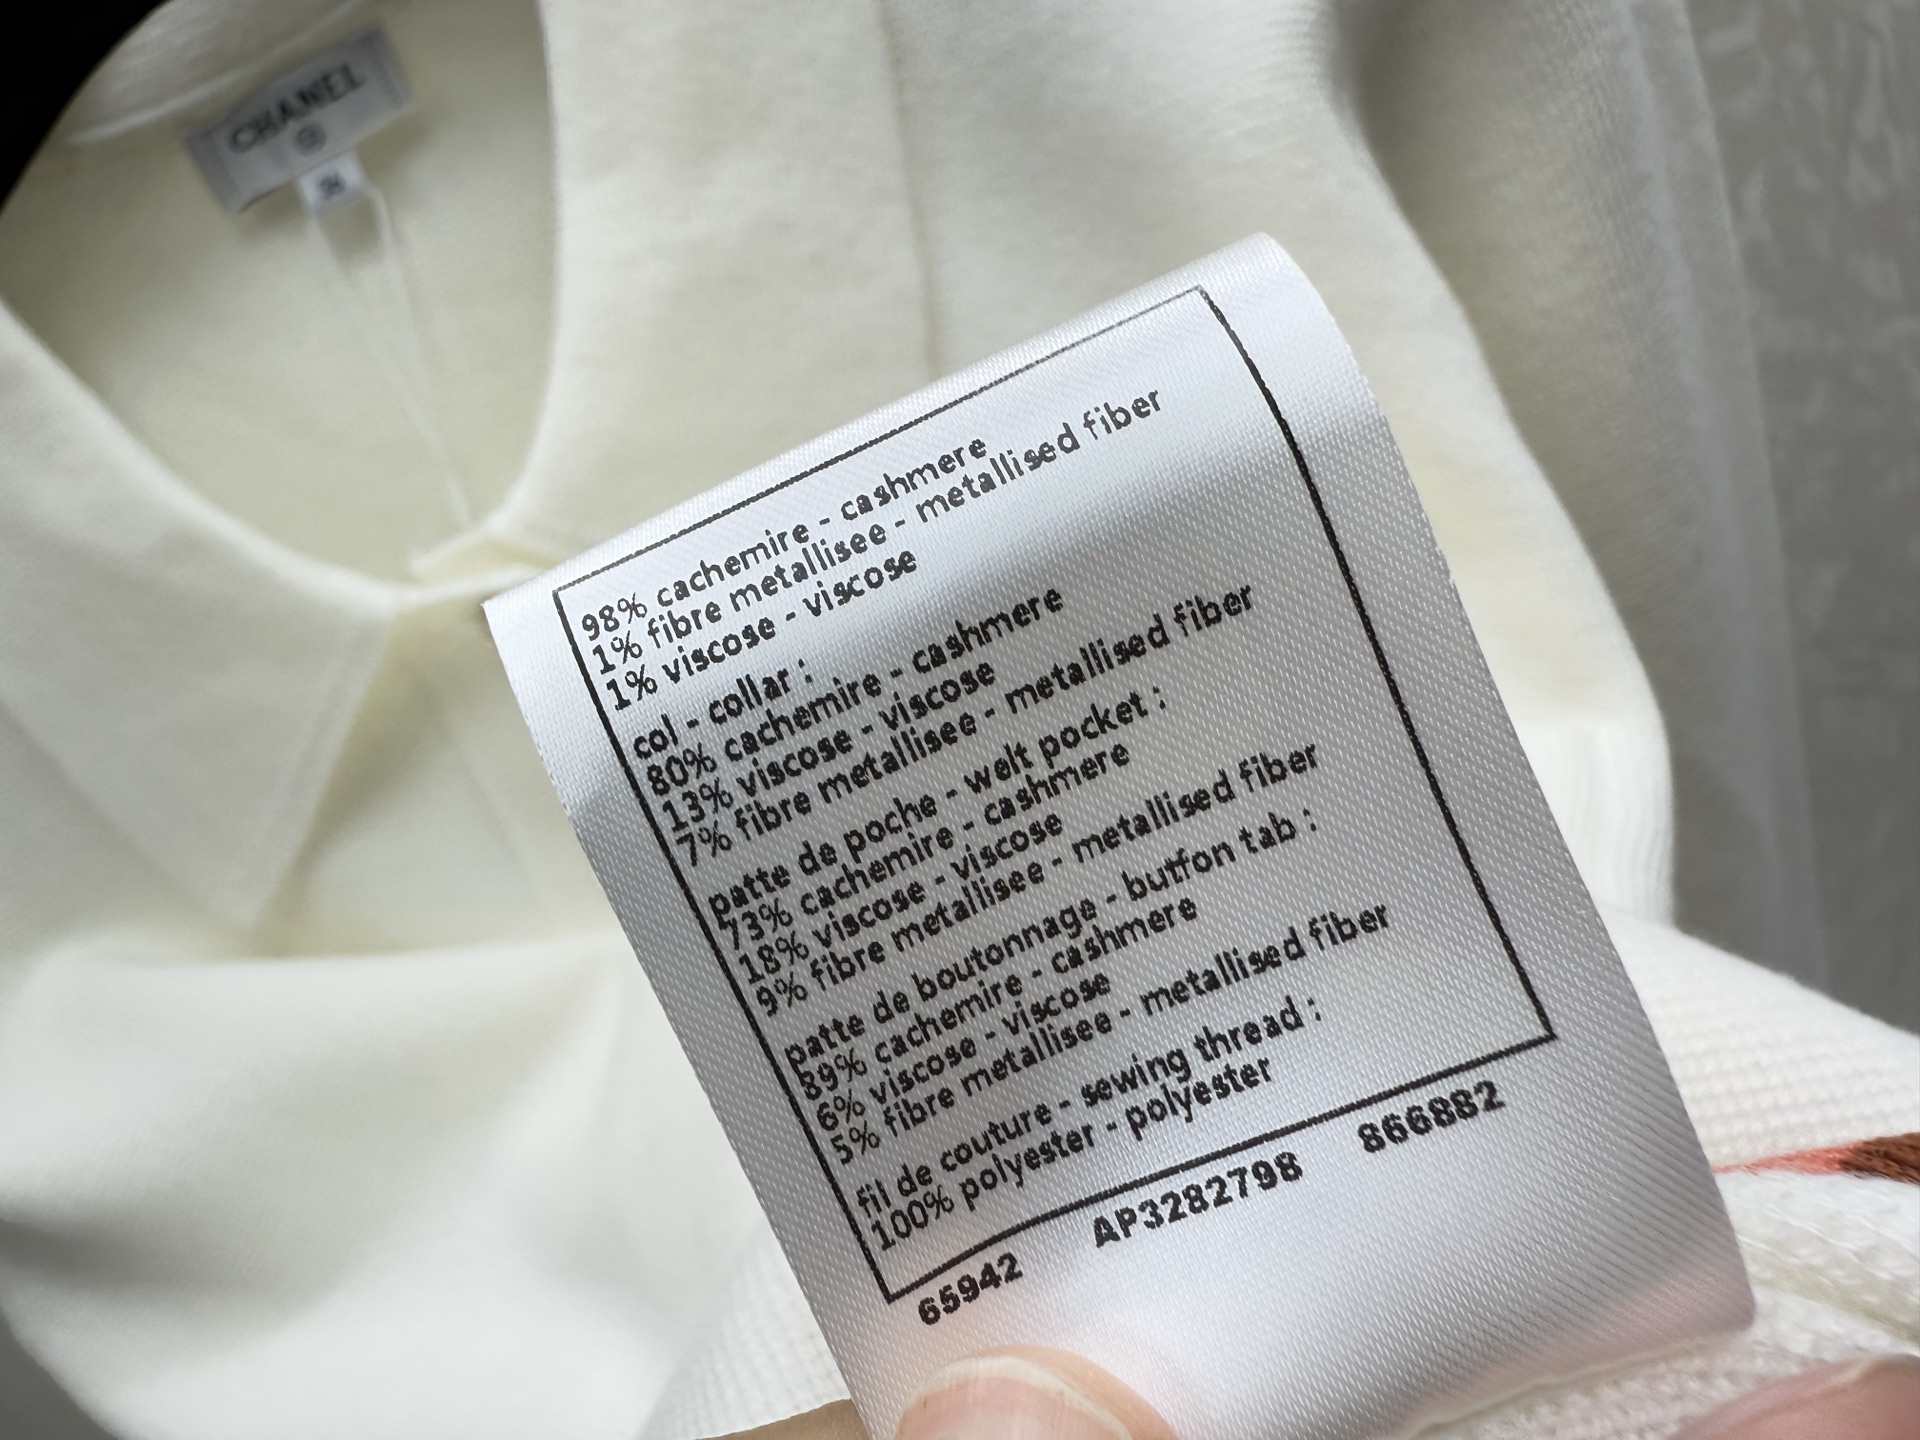 CHANEL
98% cachemire - cashmere
1% fibre metallisee - metallised fiber
1% viscose - viscose
col - collar :
80% cachemire - cashmere
13% viscose - viscose
7% fibre metallisee - metallised fiber
patte de poche - welt pocket :
73% cachemire - cashmere
18% viscose - viscose
9% fibre metallisee - metallised fiber
patte de boutonnage - button tab :
89% cachemire - cashmere
6% viscose - viscose
5% fibre metallisee - metallised fiber
fil de couture - sewing thread :
100% polyester - polyester
65942 AP3282798 866882